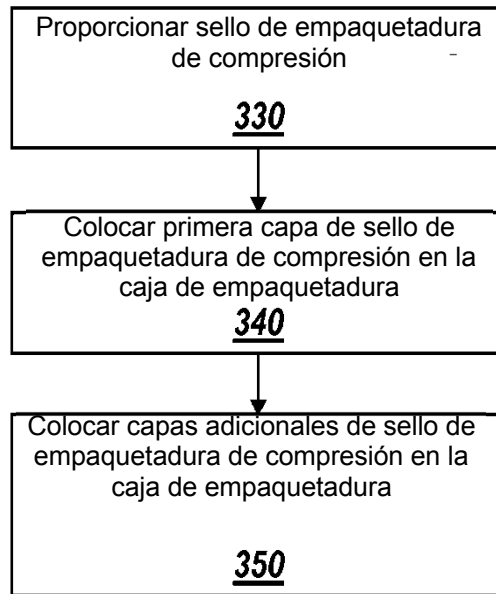 Proporcionar sello de empaquetadura
de compresión
330
Colocar primera capa de sello de
empaquetadura de compresión en la
caja de empaquetadura
340
Colocar capas adicionales de sello de
empaquetadura de compresión en la
caja de empaquetadura
350